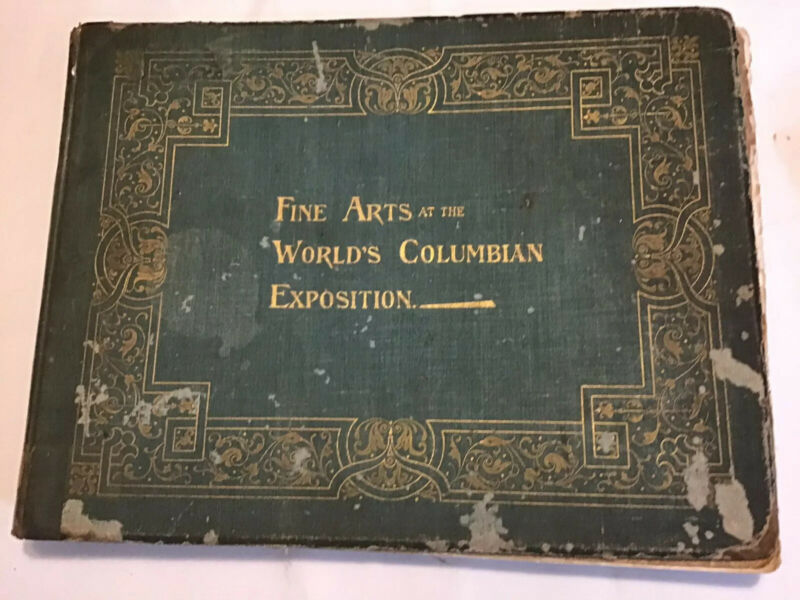 Fine Arts at the
World's Columbian
Exposition.